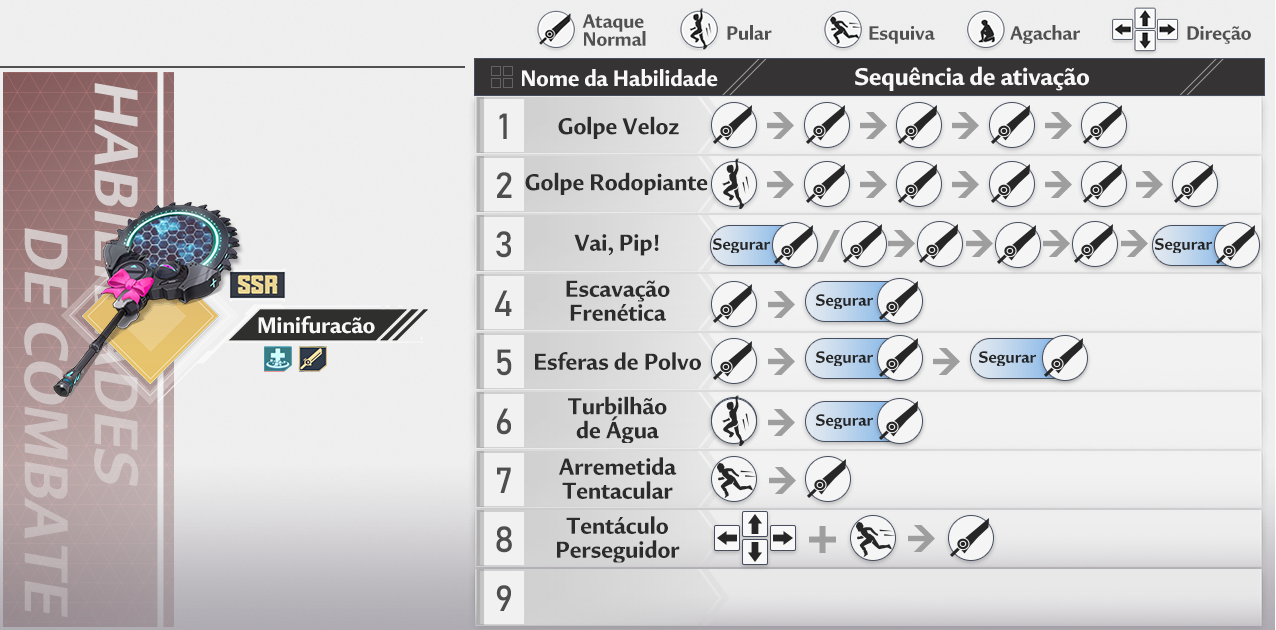 Ataque
Normal
Pular
Esquiva
Agachar
Direção
HABILIDADES
DE COMBATE
SSR
Minifuracão
Nome da Habilidade
Sequência de ativação
1 Golpe Veloz
2 Golpe Rodopiante
3 Vai, Pip! Segurar / Segurar
4 Escavação
Frenética Segurar
5 Esferas de Polvo Segurar Segurar
6 Turbilhão
de Água Segurar
7 Arremetida
Tentacular
8 Tentáculo
Perseguidor +
9